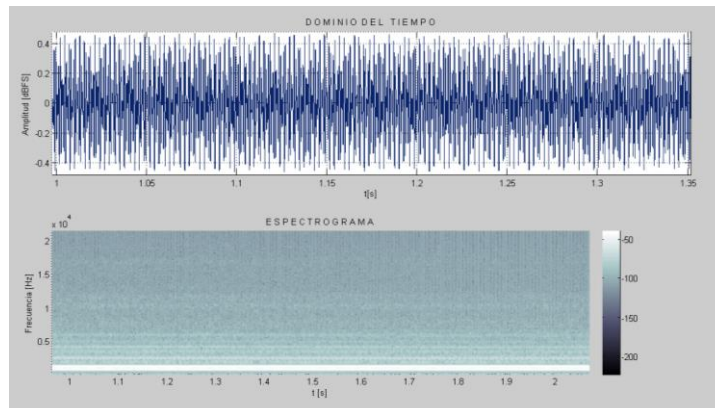 DOMINIO DEL TIEMPO
Amplitud [dBFS]
0.4
0.2
0
-0.2
-0.4
1 1.05 1.1 1.15 1.2 1.25 1.3 1.35
t[s]
ESPECTROGRAMA
x 10^4
Frecuencia [Hz]
2
1.5
1
0.5
1 1.1 1.2 1.3 1.4 1.5 1.6 1.7 1.8 1.9 2
t [s]
-50
-100
-150
-200